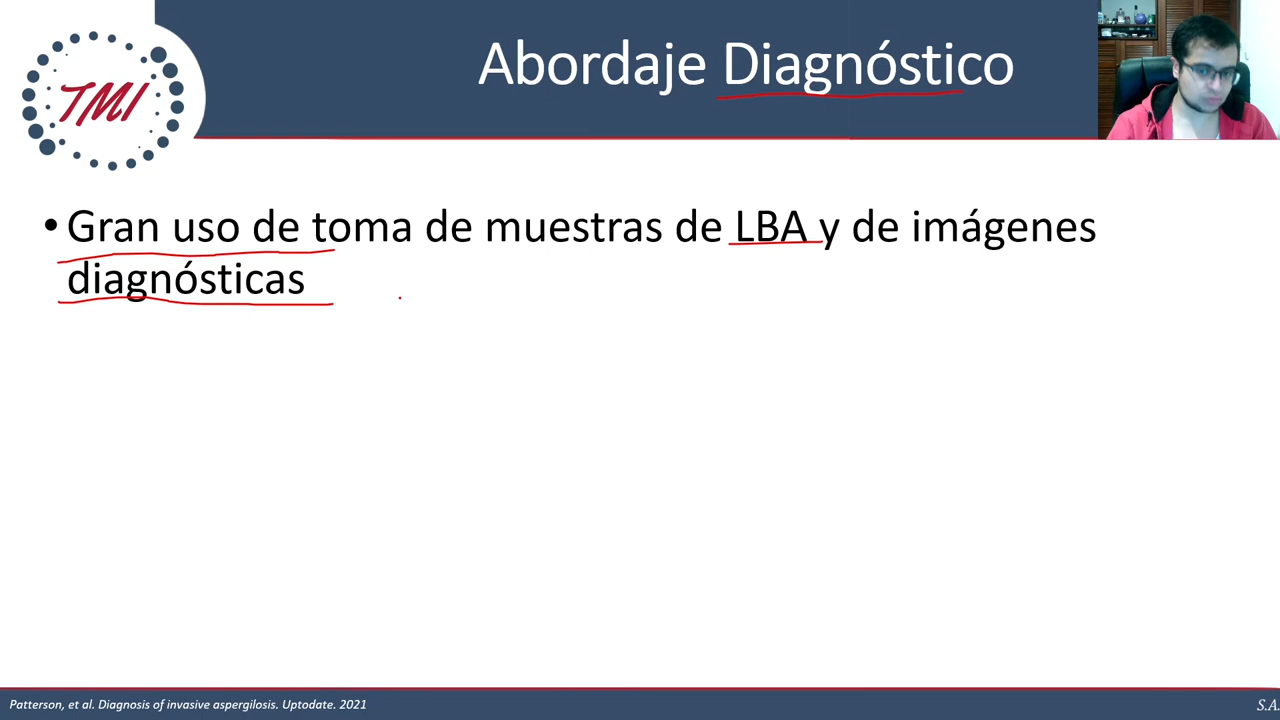 TMI
Abordaje Diagnóstico
• Gran uso de toma de muestras de LBA y de imágenes
diagnósticas
Patterson, et al. Diagnosis of invasive aspergilosis. Uptodate. 2021
S.A.